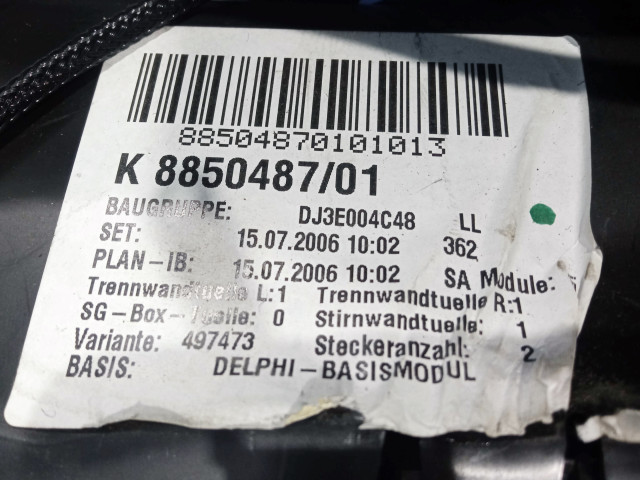 88504870101013
K 8850487/01
BAUGRUPPE: DJ3E004C48 LL
SET: 15.07.2006 10:02 362
PLAN-IB: 15.07.2006 10:02 SA Module:
Trennwandtuelle L:1 Trennwandtuelle R:1
SG-Box-Tuelle: 0 Stirnwandtuelle: 1
Variante: 497473 Steckeranzahl: 2
BASIS: DELPHI-BASISMODUL